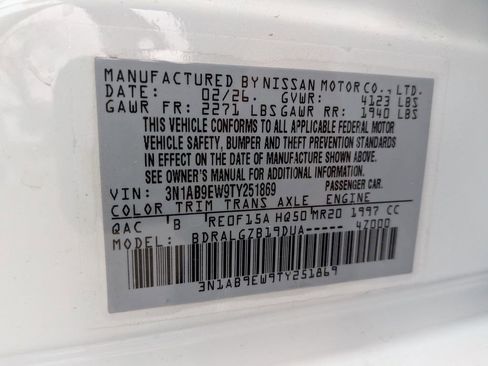 MANUFACTURED BY NISSAN MOTOR CO., LTD.
DATE: 02/26. GVWR: 4123 LBS
GAWR FR: 2271 LBS GAWR RR: 1940 LBS
THIS VEHICLE CONFORMS TO ALL APPLICABLE FEDERAL MOTOR
VEHICLE SAFETY, BUMPER AND THEFT PREVENTION STANDARDS
IN EFFECT ON THE DATE OF MANUFACTURE SHOWN ABOVE.
SEE OWNER'S MANUAL FOR ADDITIONAL INFORMATION.
VIN: 3N1AB9EW9TY251869 PASSENGER CAR.
COLOR TRIM TRANS AXLE ENGINE
QAC B RE0F15A HQ50 MR20 1997 CC
MODEL: BDRALGZB19DUA----- 47000
3N1AB9EW9TY251869